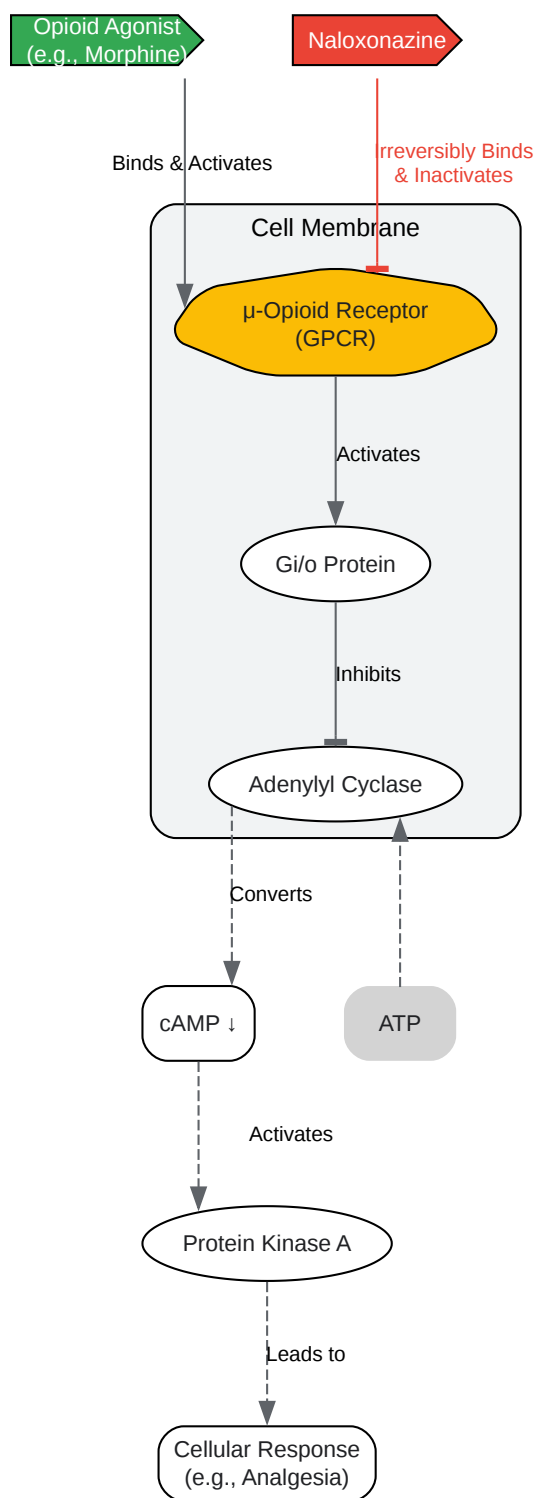 Opioid Agonist
(e.g., Morphine)
Naloxonazine
Binds & Activates
Irreversibly Binds
& Inactivates
Cell Membrane
μ-Opioid Receptor
(GPCR)
Activates
Gi/o Protein
Inhibits
Adenylyl Cyclase
Converts
cAMP ↓
ATP
Activates
Protein Kinase A
Leads to
Cellular Response
(e.g., Analgesia)